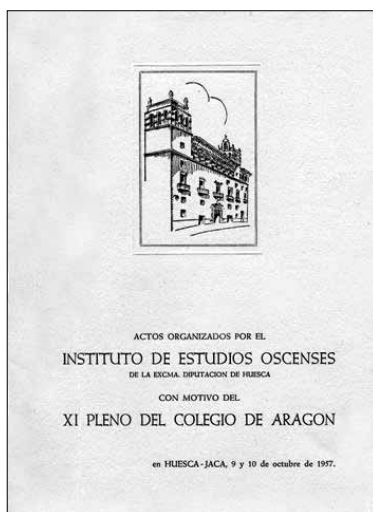 ACTOS ORGANIZADOS POR EL
INSTITUTO DE ESTUDIOS OSCENSES
DE LA EXCMA. DIPUTACION DE HUESCA
CON MOTIVO DEL
XI PLENO DEL COLEGIO DE ARAGON
en HUESCA-JACA, 9 y 10 de octubre de 1957.